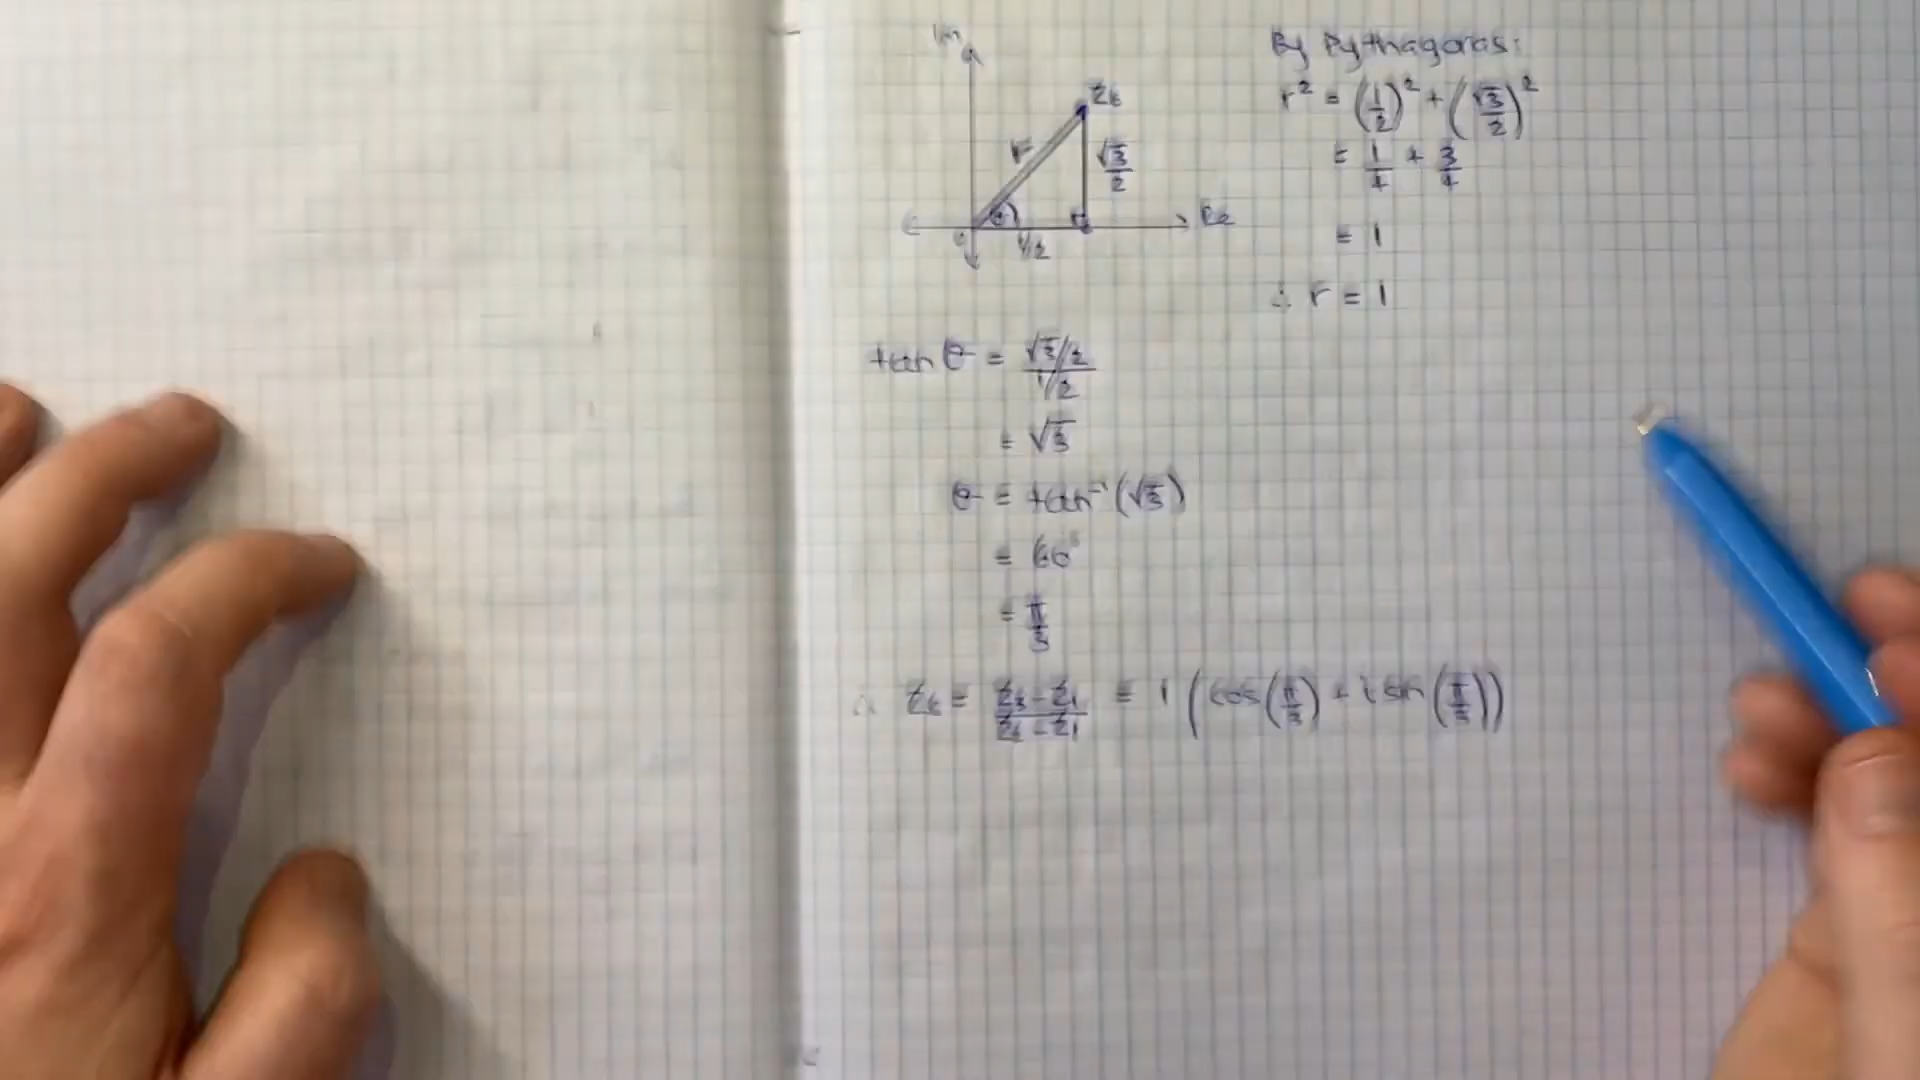 Im
z₆
r
√3/2
θ
Re
0
1/2
By Pythagoras:
r² = (1/2)² + (√3/2)²
= 1/4 + 3/4
= 1
∴ r = 1
tan θ = (√3/2)/(1/2)
= √3
θ = tan⁻¹(√3)
= 60°
= π/3
∴ z₆ = (z₃ - z₁)/(z₂ - z₁) = 1 (cos(π/3) + i sin(π/3))